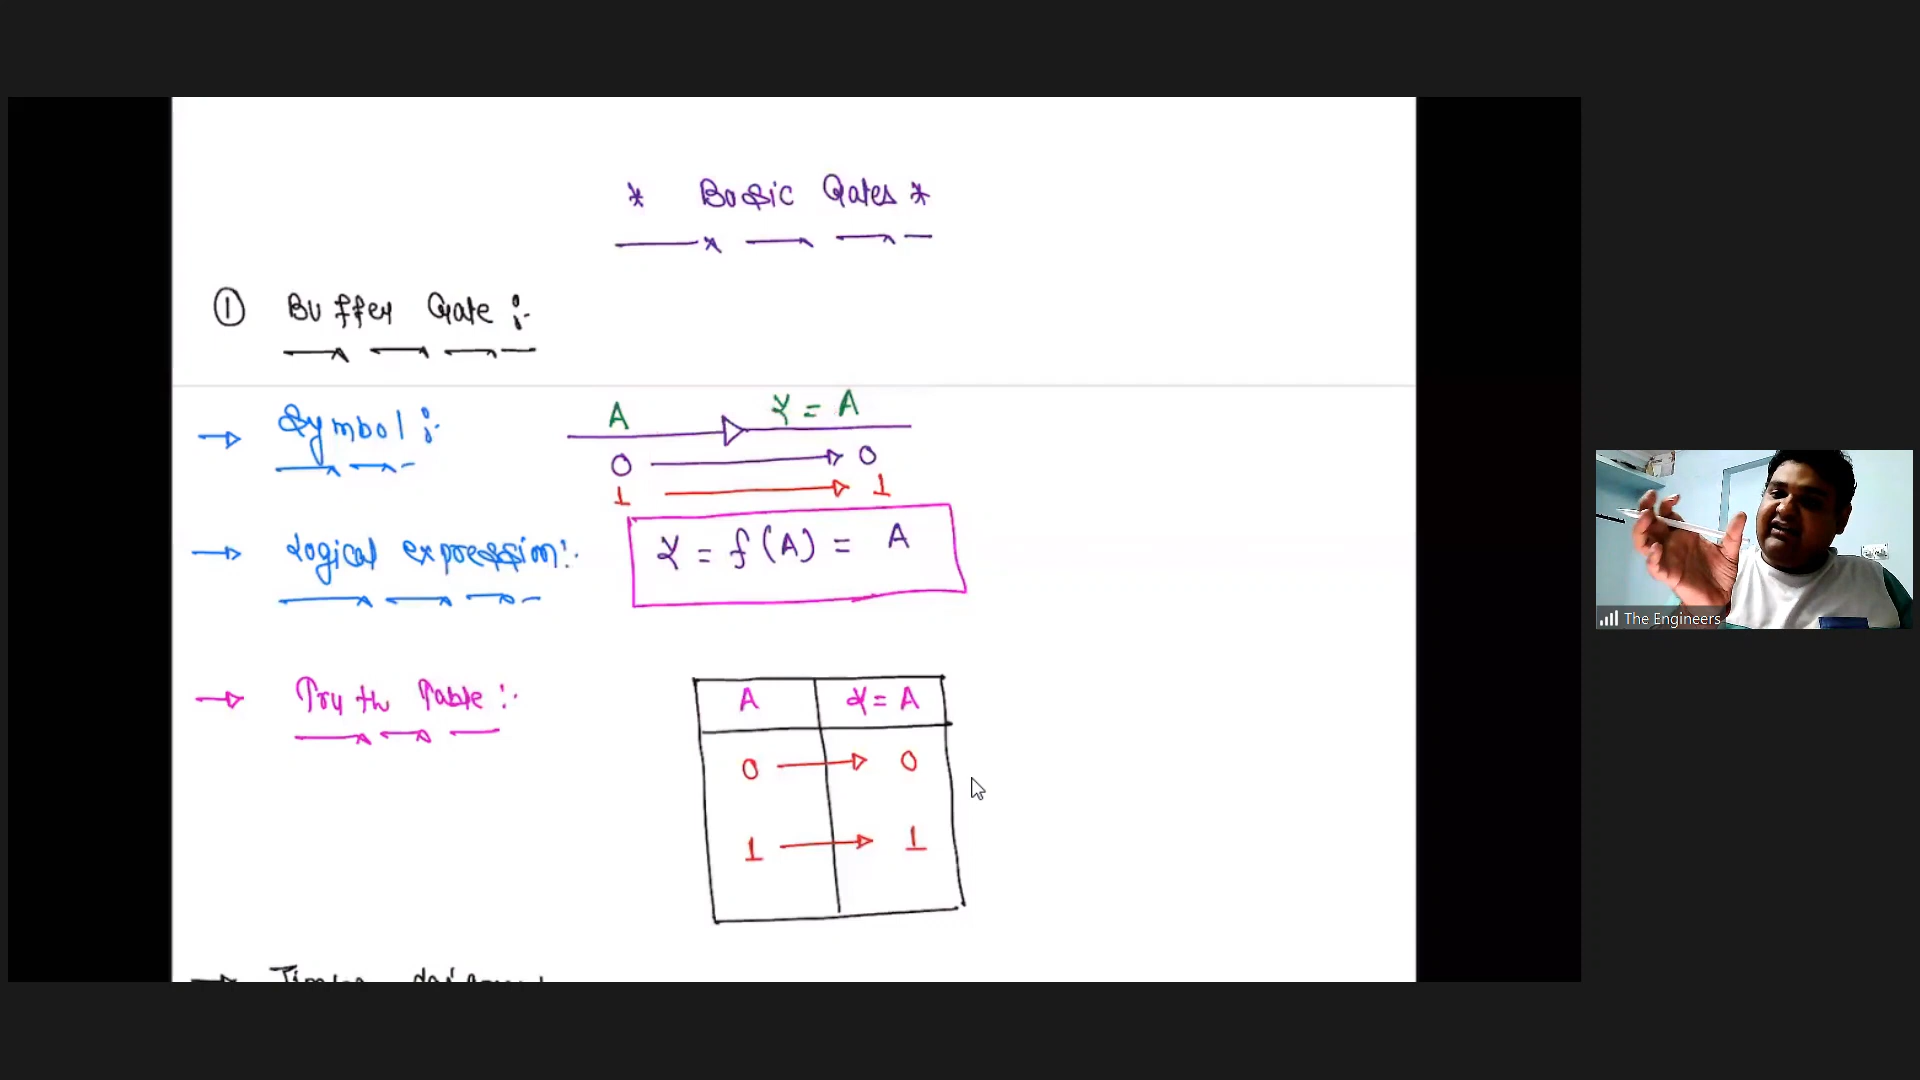 * Basic Gates *
① Buffer Gate :-
→ Symbol :-
A Y = A
0 → 0
1 → 1
→ Logical expression :-
Y = f(A) = A
→ Truth Table :-
A Y = A
0 → 0
1 → 1
The Engineers